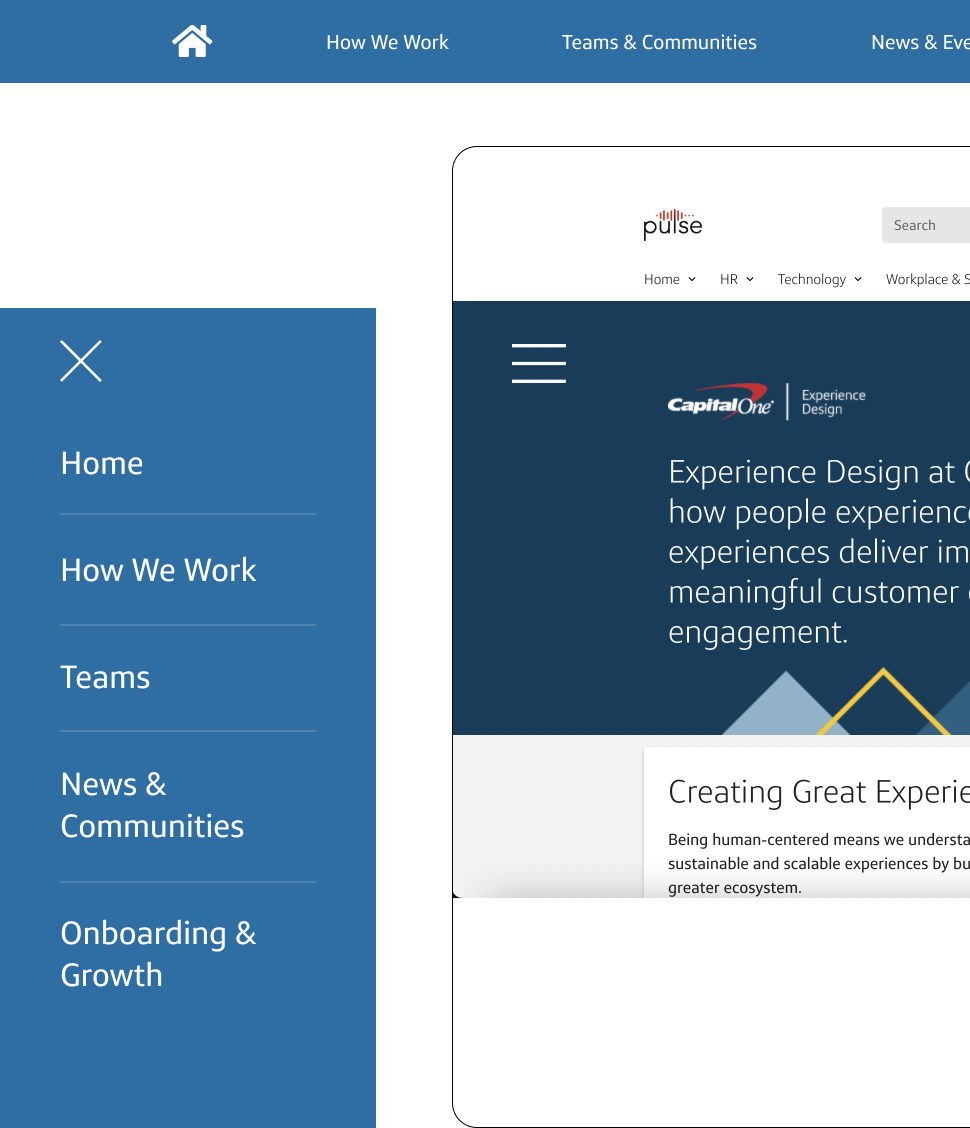 How We Work
Teams & Communities
News & Eve
pulse
Search
Home
HR
Technology
Workplace & S
Capital One
Experience
Design
Experience Design at C
how people experienc
experiences deliver im
meaningful customer
engagement.
Creating Great Experie
Being human-centered means we understa
sustainable and scalable experiences by bu
greater ecosystem.
Home
How We Work
Teams
News &
Communities
Onboarding &
Growth